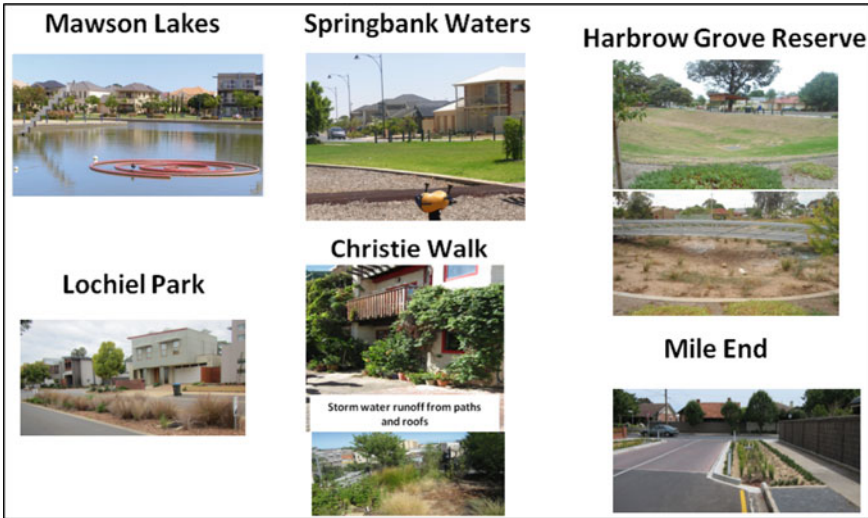 Mawson Lakes
Springbank Waters
Harbrow Grove Reserve
Lochiel Park
Christie Walk
Storm water runoff from paths
and roofs
Mile End